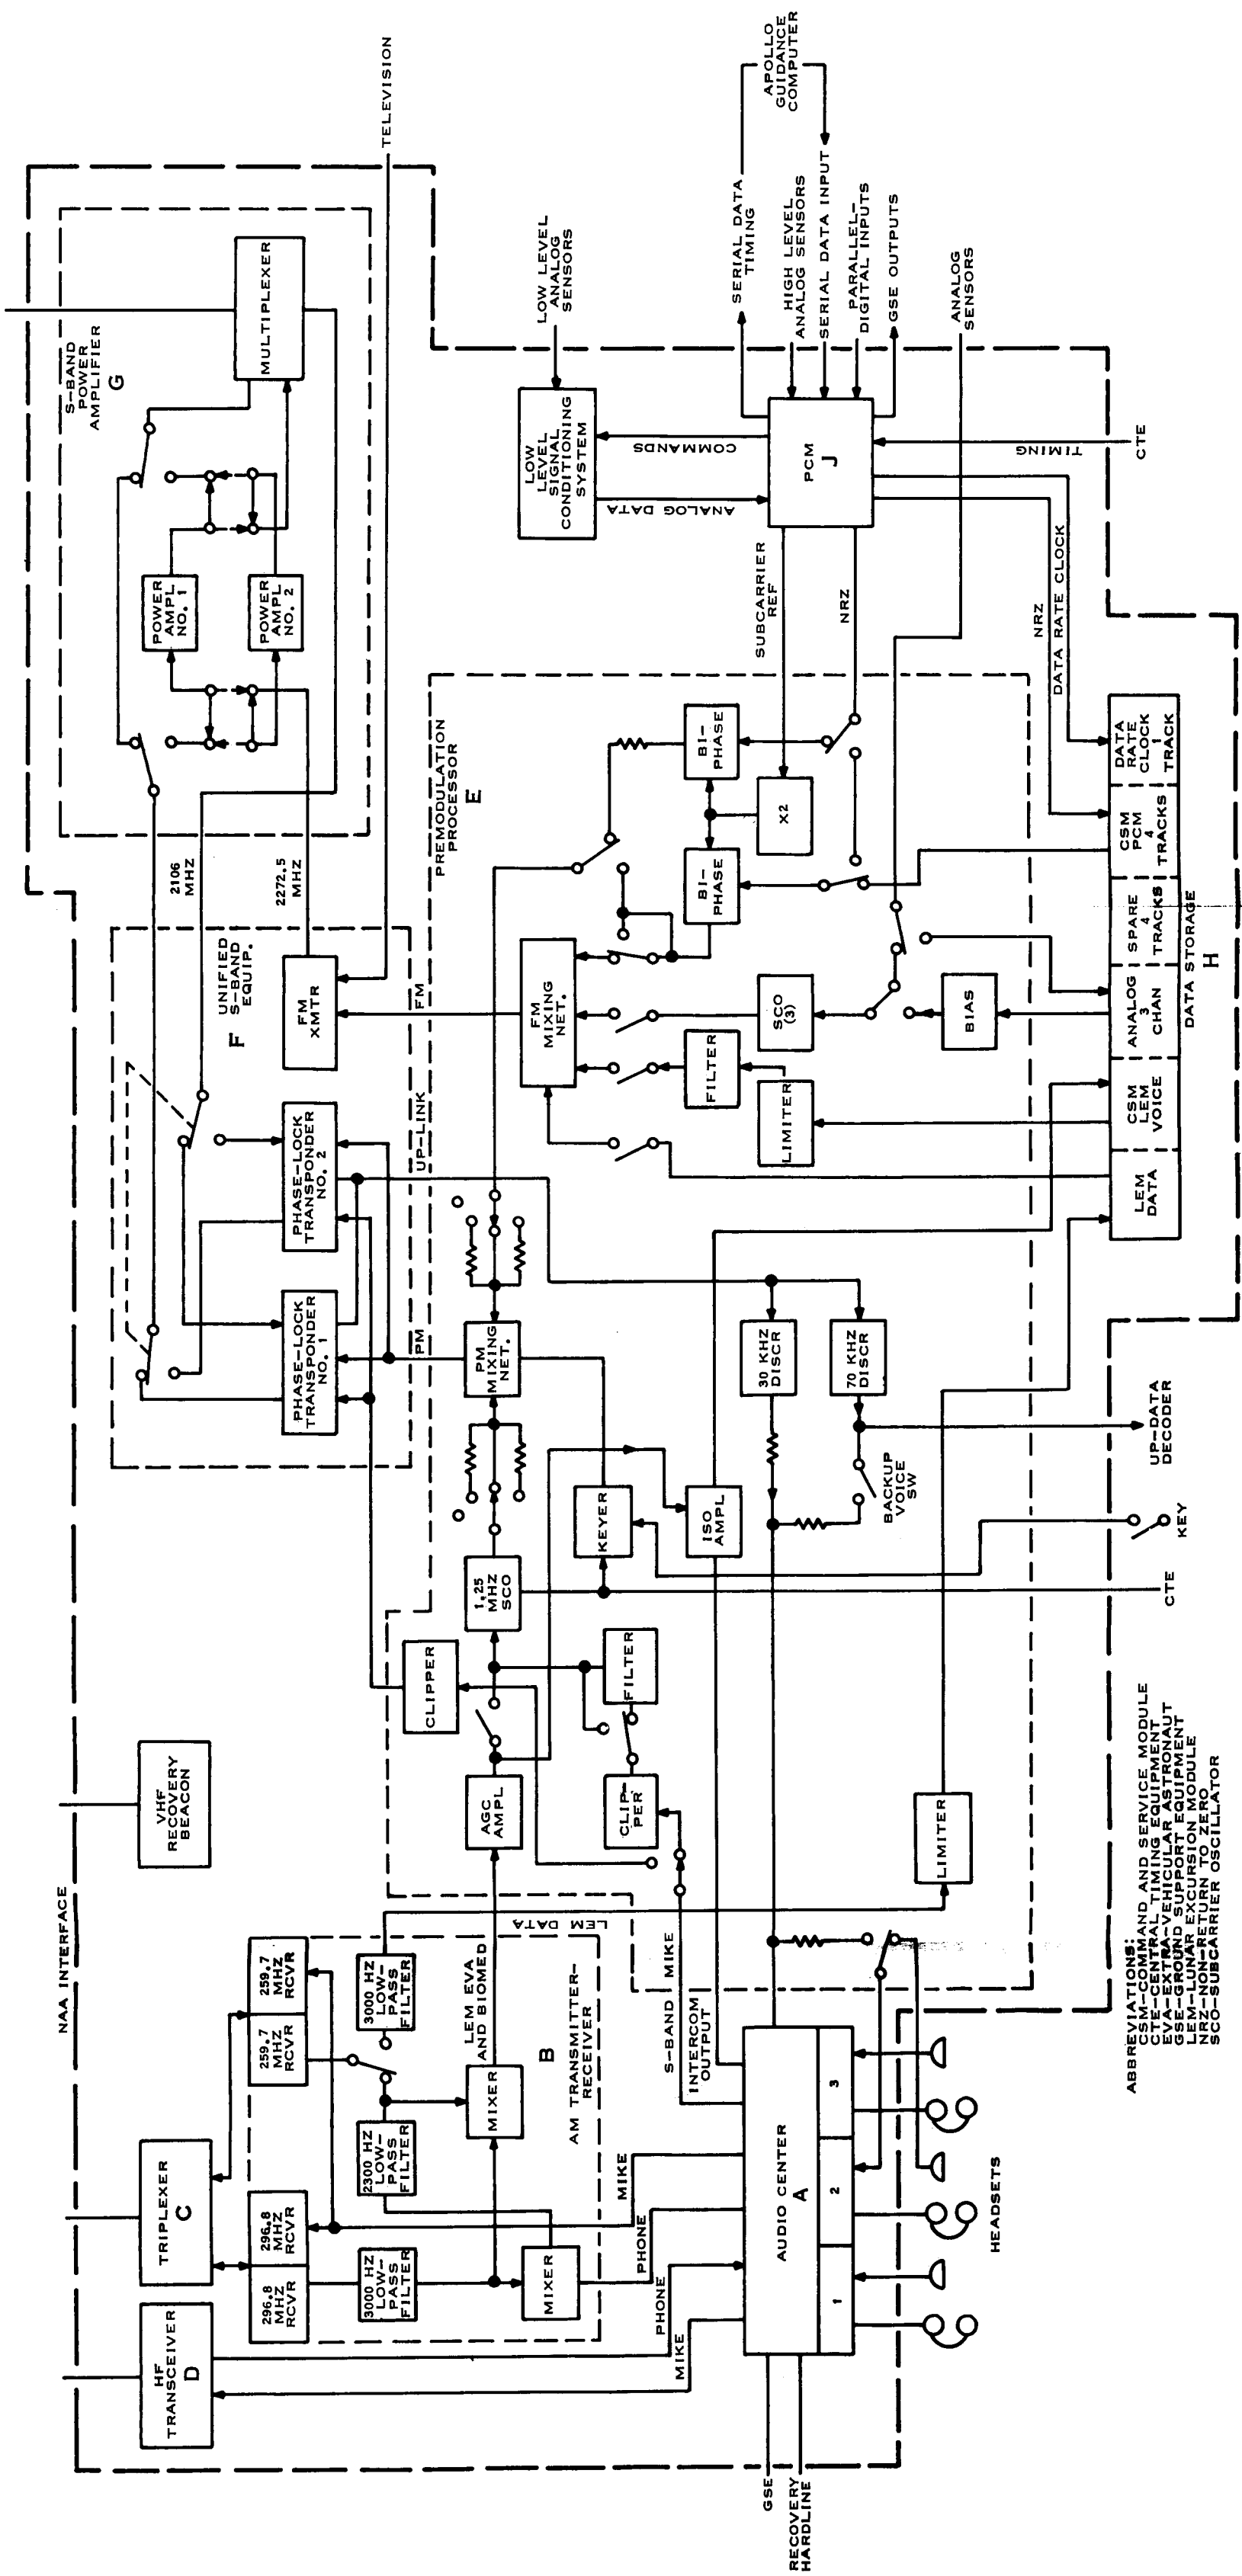 NAA INTERFACE
HF
TRANSCEIVER
D
TRIPLEXER
C
VHF
RECOVERY
BEACON
296.8
MHZ
RCVR
296.8
MHZ
RCVR
259.7
MHZ
RCVR
259.7
MHZ
RCVR
3000 HZ
LOW-
PASS
FILTER
2300 HZ
LOW-
PASS
FILTER
3000 HZ
LOW-
PASS
FILTER
MIXER
MIXER
LEM EVA
AND BIOMED
B
AM TRANSMITER-
RECEIVER
LEM DATA
PHONE
MIKE
PHONE
MIKE
S-BAND MIKE
INTERCOM
OUTPUT
AUDIO CENTER
A
1
2
3
GSE
RECOVERY
HARDLINE
HEADSETS
LIMITER
AGC
AMPL
CLIP-
PER
CLIPPER
FILTER
1.25
MHZ
SCO
KEYER
ISO
AMPL
PM
MIXING
NET.
30 KHZ
DISCR
70 KHZ
DISCR
BACKUP
VOICE
SW
CTE
KEY
UP-DATA
DECODER
PM
UP-LINK
FM
PHASE-LOCK
TRANSPONDER
NO. 1
PHASE-LOCK
TRANSPONDER
NO. 2
FM
XMTR
F
UNIFIED
S-BAND
EQUIP.
2106
MHZ
2272.5
MHZ
S-BAND
POWER
AMPLIFIER
G
POWER
AMPL
NO. 1
POWER
AMPL
NO. 2
MULTIPLEXER
TELEVISION
PREMODULATION
PROCESSOR
E
FM
MIXING
NET.
FILTER
LIMITER
SCO
(3)
BIAS
BI-
PHASE
BI-
PHASE
X2
SUBCARRIER
REF
NRZ
LOW
LEVEL
SIGNAL
CONDITIONING
SYSTEM
ANALOG DATA
COMMANDS
PCM
J
LOW LEVEL
ANALOG
SENSORS
SERIAL DATA
TIMING
APOLLO
GUIDANCE
COMPUTER
HIGH LEVEL
ANALOG SENSORS
SERIAL DATA INPUT
PARALLEL-
DIGITAL INPUTS
GSE OUTPUTS
ANALOG
SENSORS
TIMING
CTE
NRZ
DATA RATE CLOCK
LEM
DATA
CSM
LEM
VOICE
ANALOG
3
CHAN
SPARE
4
TRACKS
CSM
PCM
4
TRACKS
DATA
RATE
CLOCK
1
TRACK
DATA STORAGE
H
ABBREVIATIONS:
CSM-COMMAND AND SERVICE MODULE
CTE-CENTRAL TIMING EQUIPMENT
EVA-EXTRA-VEHICULAR ASTRONAUT
GSE-GROUND SUPPORT EQUIPMENT
LEM-LUNAR EXCURSION MODULE
NRZ-NON-RETURN TO ZERO
SCO-SUBCARRIER OSCILLATOR